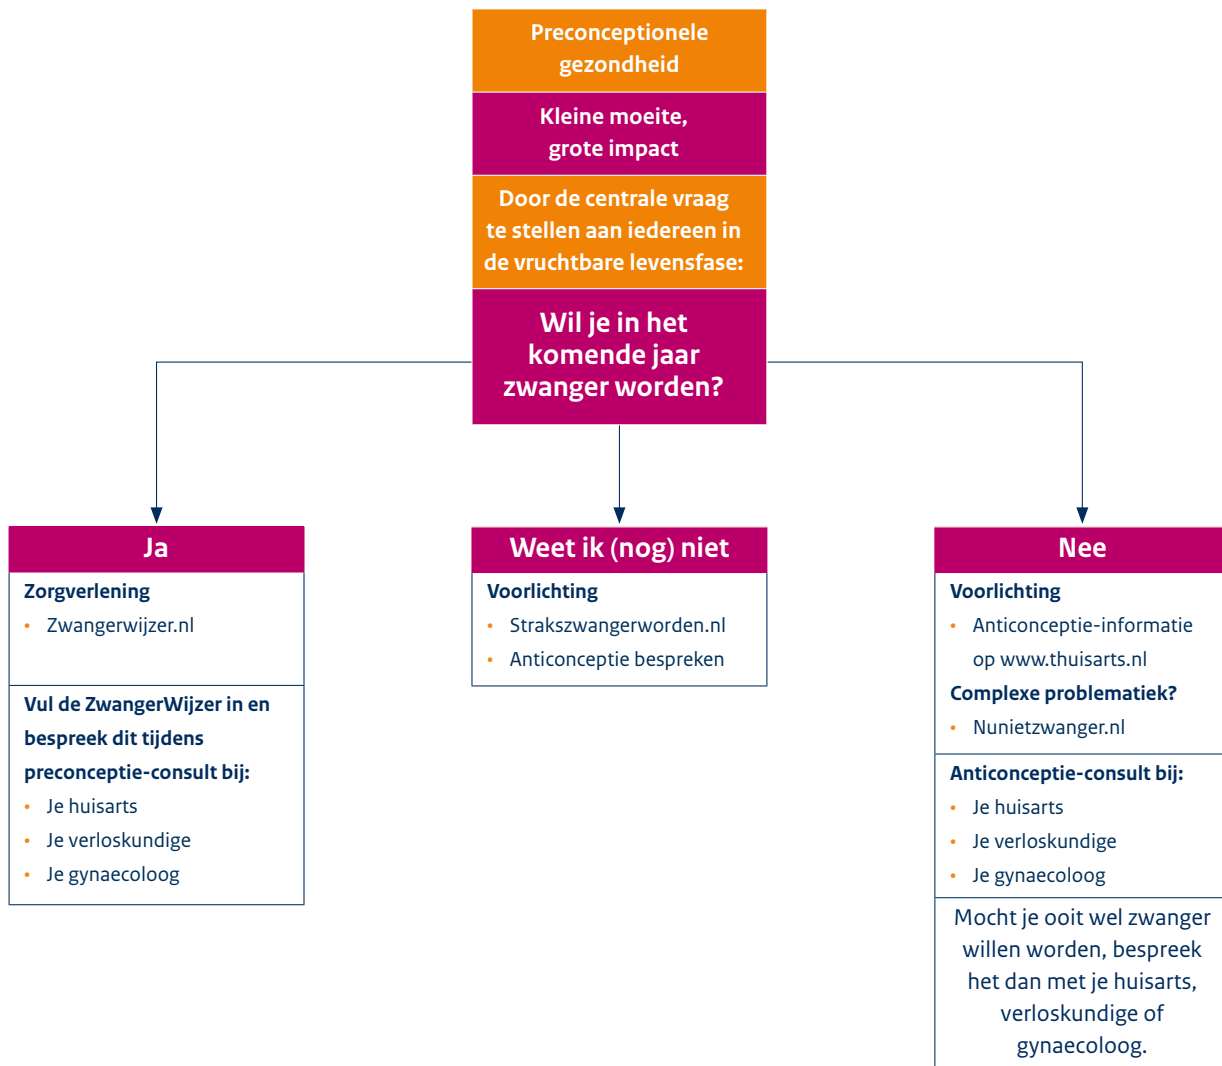 Preconceptionele
gezondheid
Kleine moeite,
grote impact
Door de centrale vraag
te stellen aan iedereen in
de vruchtbare levensfase:
Wil je in het
komende jaar
zwanger worden?
Ja
Zorgverlening
• Zwangerwijzer.nl
Vul de ZwangerWijzer in en
bespreek dit tijdens
preconceptie-consult bij:
• Je huisarts
• Je verloskundige
• Je gynaecoloog
Weet ik (nog) niet
Voorlichting
• Strakszwangerworden.nl
• Anticonceptie bespreken
Nee
Voorlichting
• Anticonceptie-informatie
op www.thuisarts.nl
Complexe problematiek?
• Nunietzwanger.nl
Anticonceptie-consult bij:
• Je huisarts
• Je verloskundige
• Je gynaecoloog
Mocht je ooit wel zwanger
willen worden, bespreek
het dan met je huisarts,
verloskundige of
gynaecoloog.